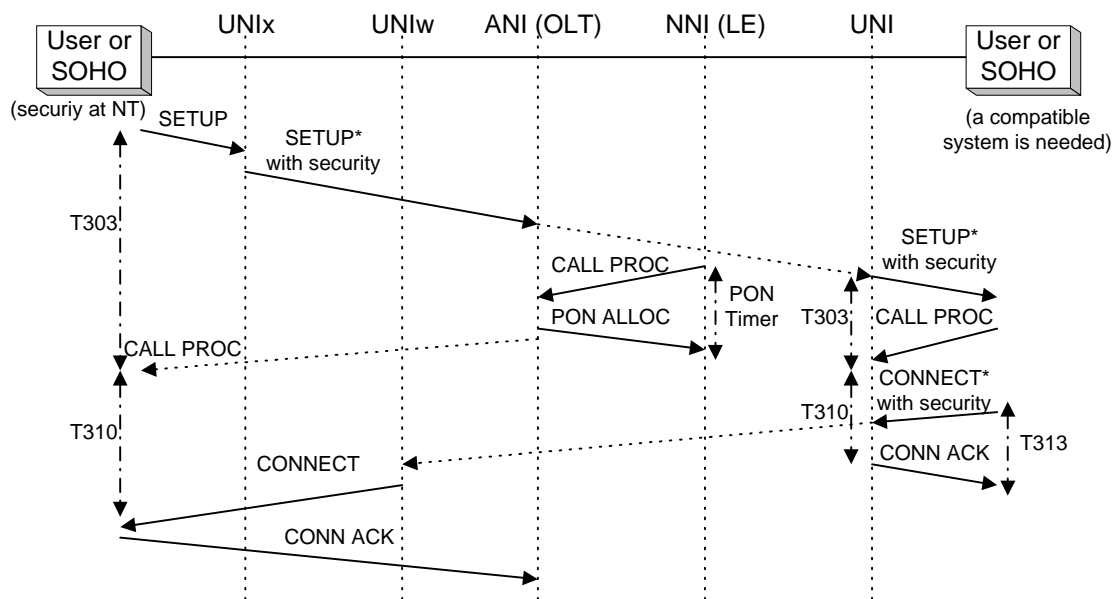 UNIx
UNIw
ANI (OLT)
NNI (LE)
UNI
User or
SOHO
User or
SOHO
(securiy at NT)
(a compatible
system is needed)
SETUP
SETUP*
with security
T303
SETUP*
with security
CALL PROC
PON
Timer
T303
CALL PROC
PON ALLOC
CALL PROC
CONNECT*
with security
T310
T310
T313
CONNECT
CONN ACK
CONN ACK